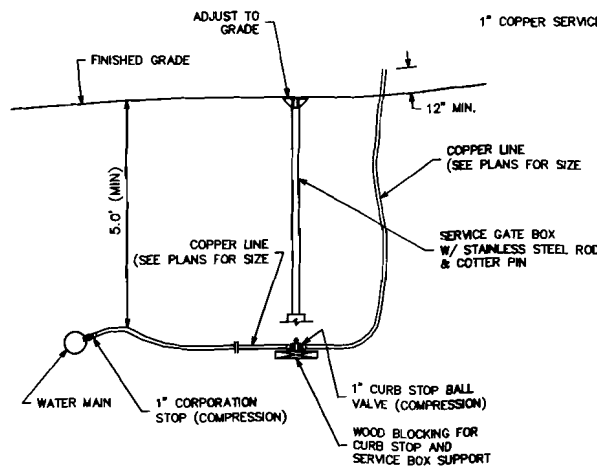 ADJUST TO
GRADE
1" COPPER SERVICE
FINISHED GRADE
12" MIN.
COPPER LINE
(SEE PLANS FOR SIZE
5.0' (MIN)
SERVICE GATE BOX
W/ STAINLESS STEEL ROD
& COTTER PIN
COPPER LINE
(SEE PLANS FOR SIZE
WATER MAIN
1" CORPORATION
STOP (COMPRESSION)
1" CURB STOP BALL
VALVE (COMPRESSION)
WOOD BLOCKING FOR
CURB STOP AND
SERVICE BOX SUPPORT